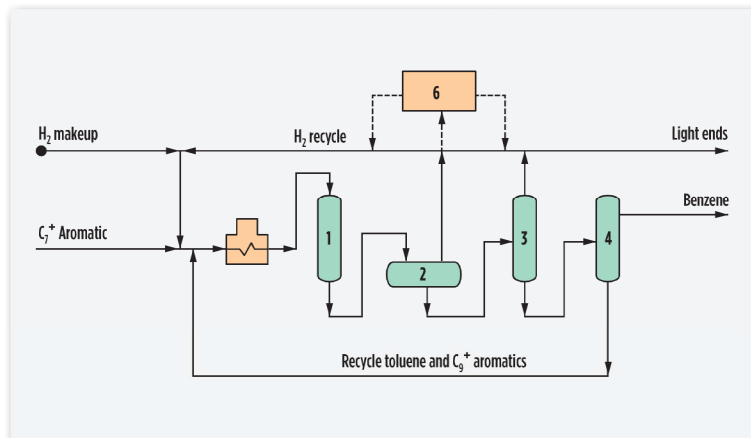 6
H₂ makeup
H₂ recycle
Light ends
Benzene
C₇⁺ Aromatic
1
2
3
4
Recycle toluene and C₉⁺ aromatics